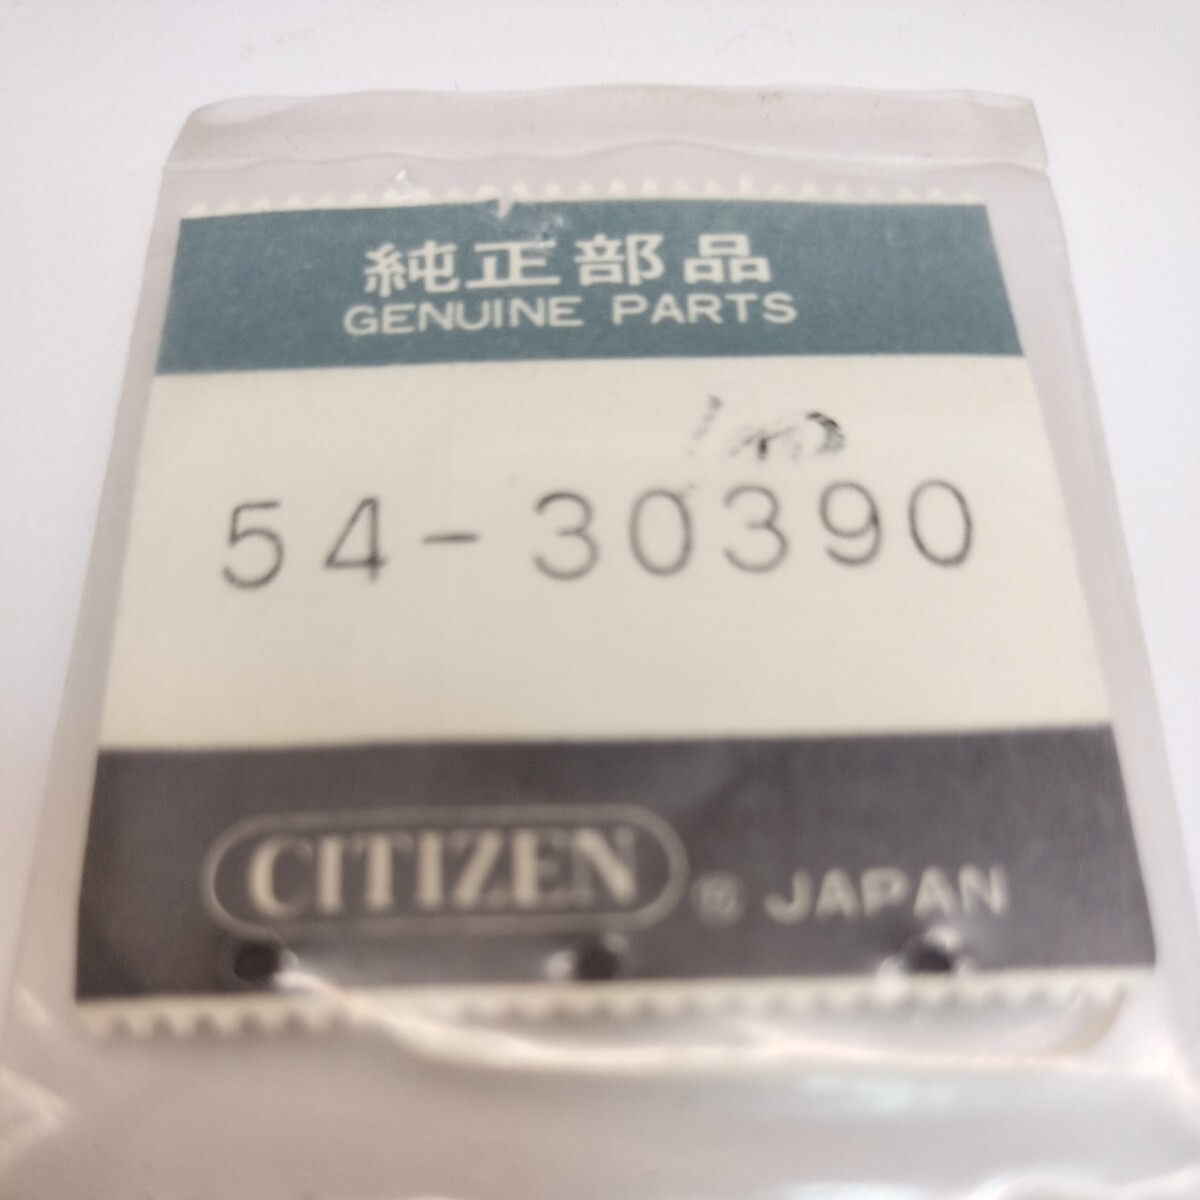 純正部品
GENUINE PARTS
54-30390
CITIZEN ® JAPAN